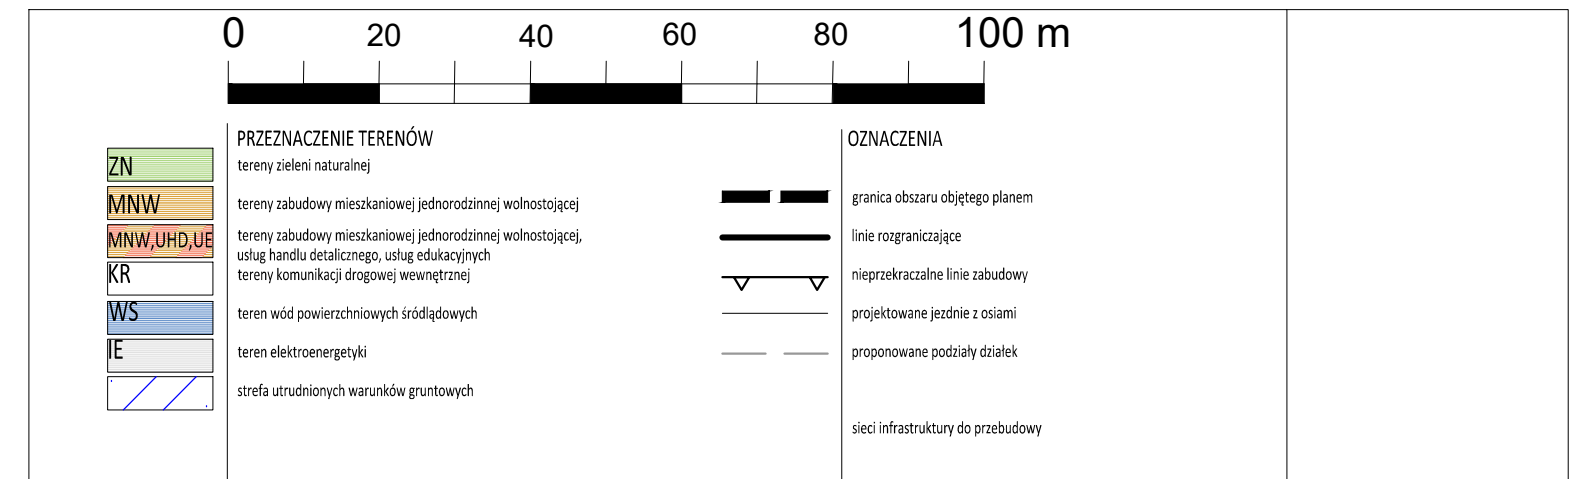 0 20 40 60 80 100 m
PRZEZNACZENIE TERENÓW
ZN tereny zieleni naturalnej
MNW tereny zabudowy mieszkaniowej jednorodzinnej wolnostojącej
MNW,UHD,UE tereny zabudowy mieszkaniowej jednorodzinnej wolnostojącej,
usług handlu detalicznego, usług edukacyjnych
KR tereny komunikacji drogowej wewnętrznej
WS teren wód powierzchniowych śródlądowych
IE teren elektroenergetyki
strefa utrudnionych warunków gruntowych
OZNACZENIA
granica obszaru objętego planem
linie rozgraniczające
nieprzekraczalne linie zabudowy
projektowane jezdnie z osiami
proponowane podziały działek
sieci infrastruktury do przebudowy